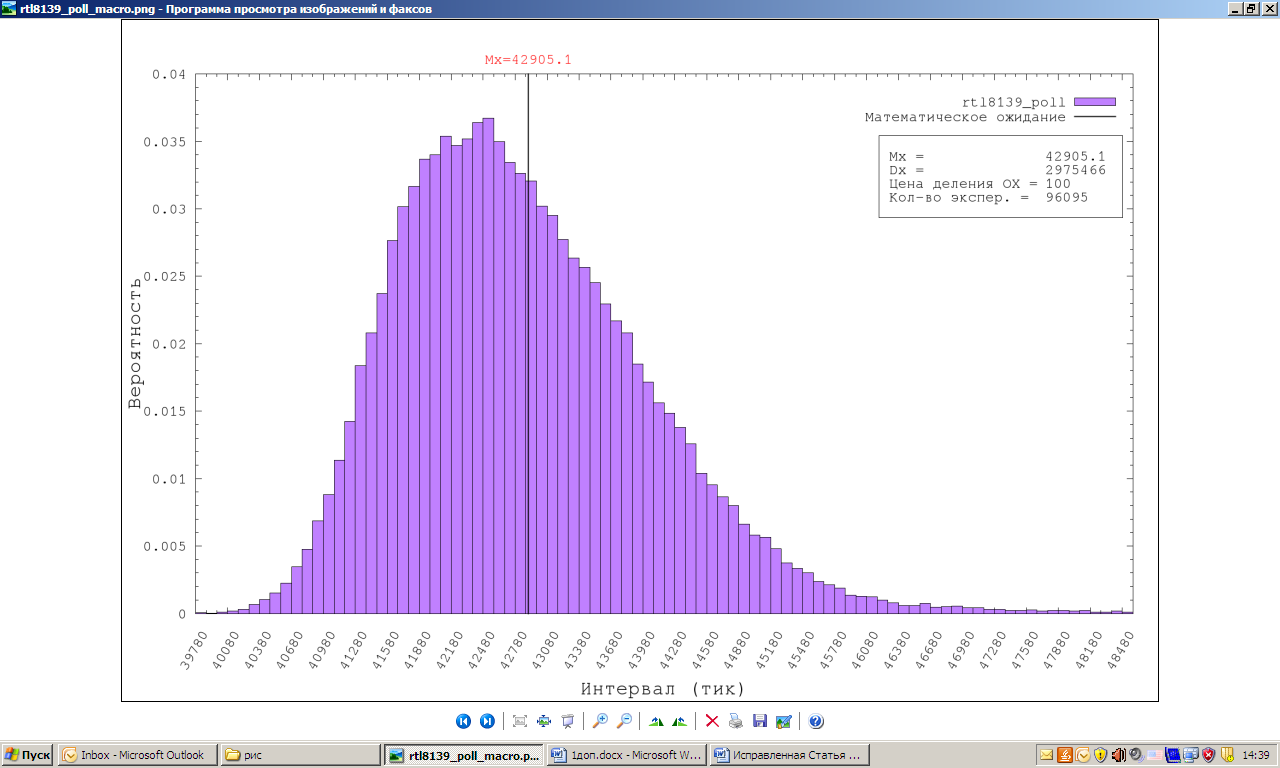 rtl8139_poll_macro.png - Программа просмотра изображений и факсов
Mx=42905.1
0.04
0.035
0.03
0.025
0.02
0.015
0.01
0.005
0
Вероятность
rtl8139_poll
Математическое ожидание
Mx = 42905.1
Dx = 2975466
Цена деления OX = 100
Кол-во экспер. = 96095
39780 40080 40380 40680 40980 41280 41580 41880 42180 42480 42780 43080 43380 43680 43980 44280 44580 44880 45180 45480 45780 46080 46380 46680 46980 47280 47580 47880 48180 48480
Интервал (тик)
Пуск Inbox - Microsoft Outlook рис rtl8139_poll_macro.p... 1доп.docx - Microsoft W... Исправленная Статья ... 14:39